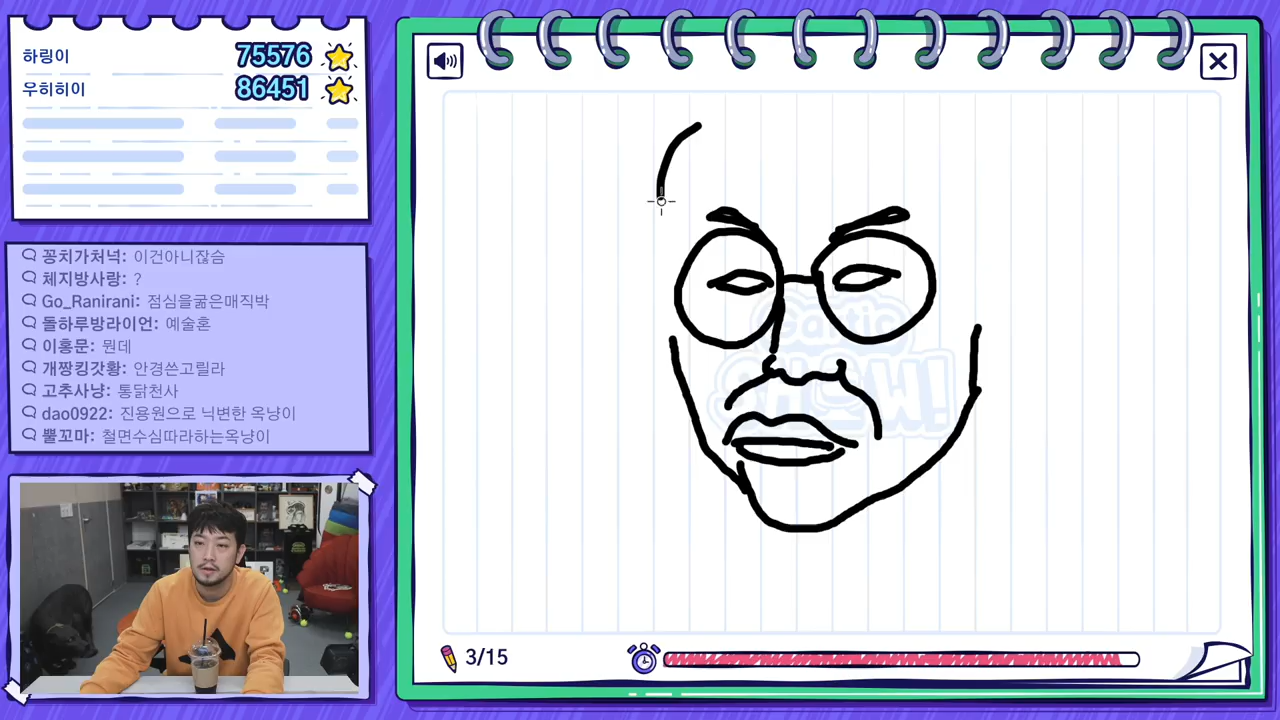 하링이 75576
우히히이 86451
꽁치가처넉: 이건아니잖슴
체지방사랑: ?
Go_Ranirani: 점심을굶은매직박
돌하루방라이언: 예술혼
이홍문: 뭔데
개짱킹갓황: 안경쓴고릴라
고추사냥: 통닭천사
dao0922: 진용원으로 닉변한 옥냥이
뿔꼬마: 철면수심따라하는옥냥이
Gartic
SHOW!
3/15